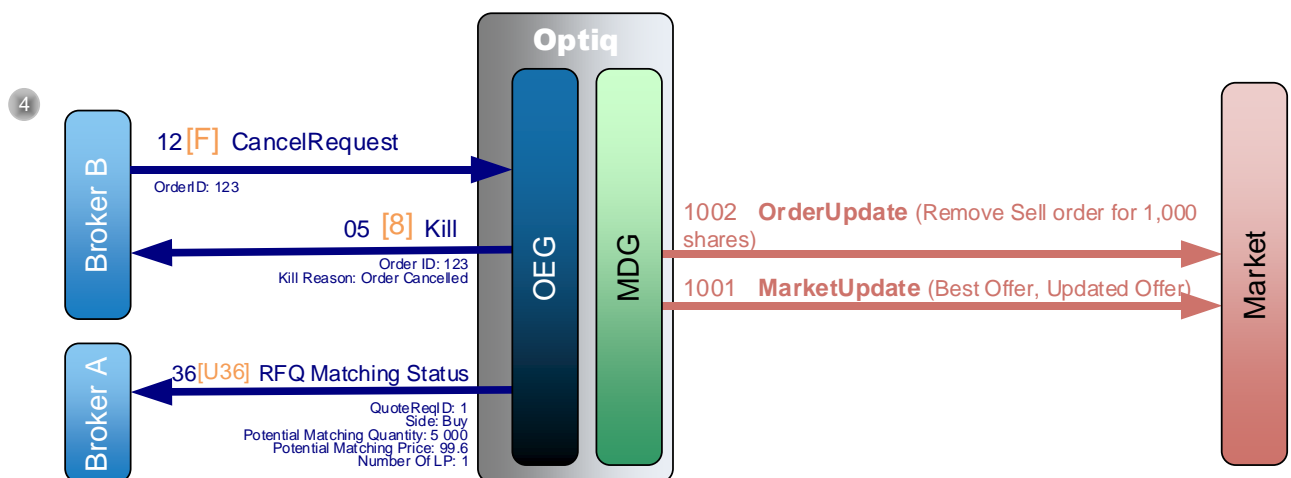 Optiq
4
Broker B
12 [F] CancelRequest
OrderID: 123
05 [8] Kill
Order ID: 123
Kill Reason: Order Cancelled
OEG
MDG
1002 OrderUpdate (Remove Sell order for 1,000
shares)
1001 MarketUpdate (Best Offer, Updated Offer)
Market
Broker A
36[U36] RFQ Matching Status
QuoteReqID: 1
Side: Buy
Potential Matching Quantity: 5 000
Potential Matching Price: 99.6
Number Of LP: 1